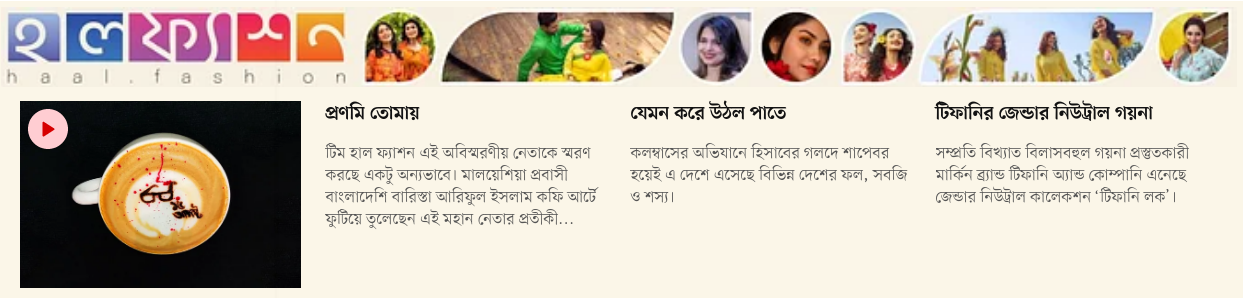 হাল ফ্যাশন
haal.fashion
প্রণমি তোমায়
টিম হাল ফ্যাশন এই অবিস্মরণীয় নেতাকে স্মরণ
করছে একটু অন্যভাবে। মালয়েশিয়া প্রবাসী
বাংলাদেশি বারিস্তা আরিফুল ইসলাম কফি আর্টে
ফুটিয়ে তুলেছেন এই মহান নেতার প্রতীকী...
যেমন করে উঠল পাতে
কলম্বাসের অভিযানে হিসাবের গলদে শাপেবর
হয়েই এ দেশে এসেছে বিভিন্ন দেশের ফল, সবজি
ও শস্য।
টিফানির জেন্ডার নিউট্রাল গয়না
সম্প্রতি বিখ্যাত বিলাসবহুল গয়না প্রস্তুতকারী
মার্কিন ব্র্যান্ড টিফানি অ্যান্ড কোম্পানি এনেছে
জেন্ডার নিউট্রাল কালেকশন ‘টিফানি লক’।